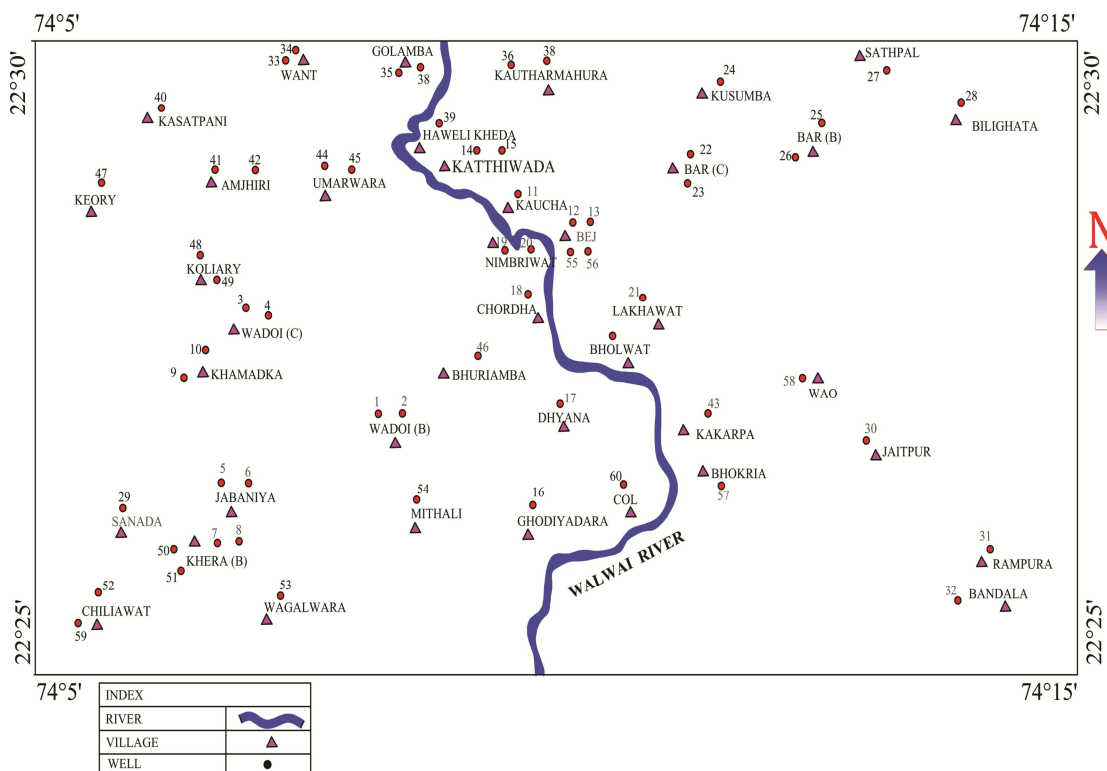 74°5'
74°15'
22°30'
22°30'
34
33
WANT
GOLAMBA
35
38
36
38
KAUTHARMAHURA
SATHPAL
27
24
KUSUMBA
28
BILIGHATA
40
KASATPANI
39
HAWELI KHEDA
14
15
KATTHIWADA
25
BAR (B)
26
22
BAR (C)
23
41
42
AMJHIRI
44
45
UMARWARA
47
KEORY
11
KAUCHA
12
13
BEJ
55
56
N
19
20
NIMBRIWAT
48
KOLIARY
49
3
4
WADOI (C)
18
CHORDHA
21
LAKHAWAT
BHOLWAT
10
9
KHAMADKA
46
BHURIAMBA
58
WAO
1
2
WADOI (B)
17
DHYANA
43
KAKARPA
30
JAITPUR
5
6
JABANIYA
BHOKRIA
57
29
SANADA
54
MITHALI
16
GHODIYADARA
60
COL
50
7
8
KHERA (B)
51
WALWAI RIVER
31
RAMPURA
52
CHILIAWAT
59
53
WAGALWARA
32
BANDALA
22°25'
22°25'
74°5'
74°15'
INDEX
RIVER
VILLAGE
WELL